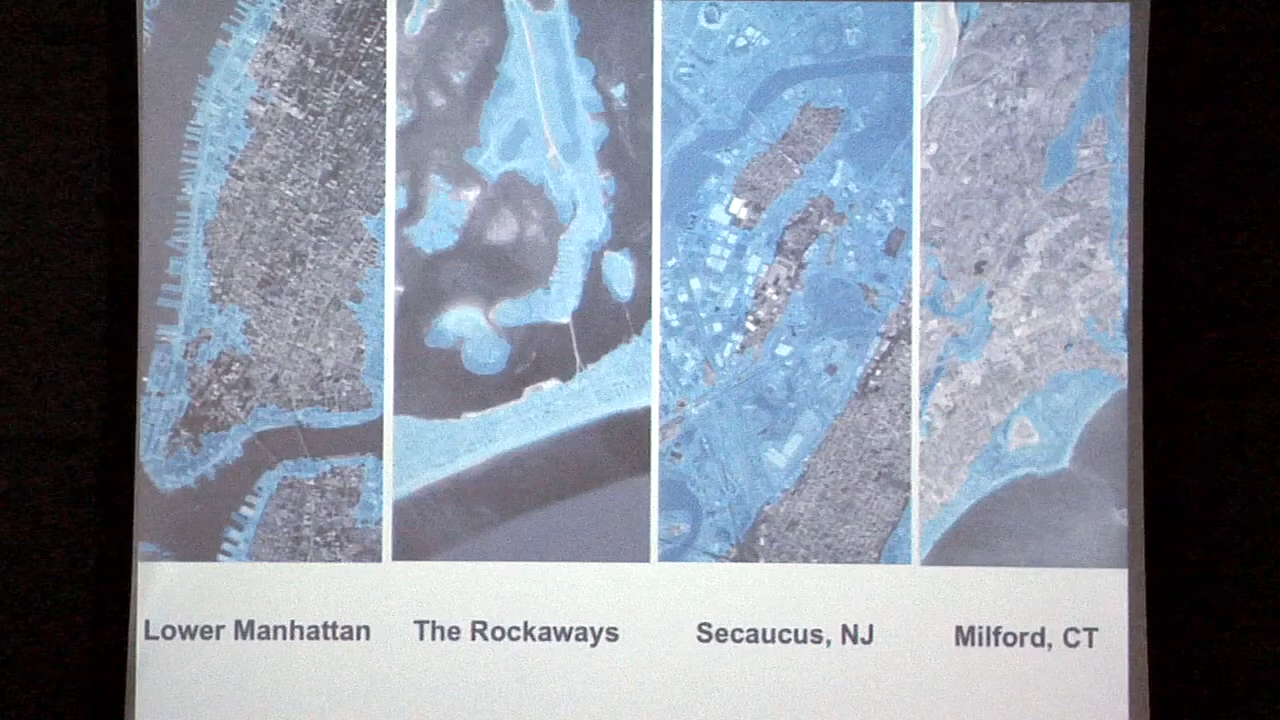 Lower Manhattan
The Rockaways
Secaucus, NJ
Milford, CT